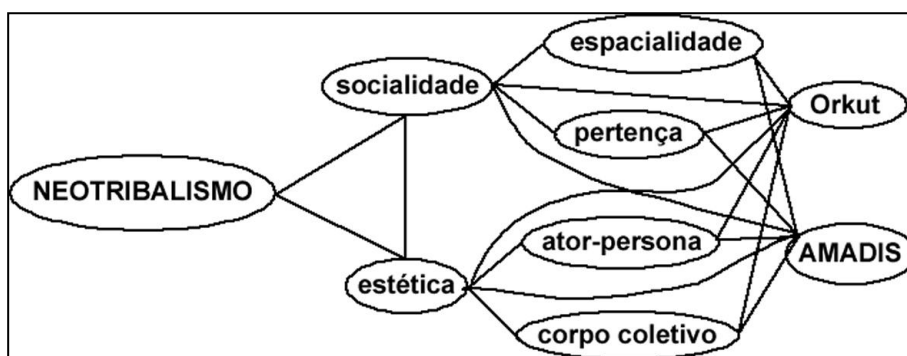 espacialidade
socialidade
Orkut
pertença
NEOTRIBALISMO
ator-persona
AMADIS
estética
corpo coletivo